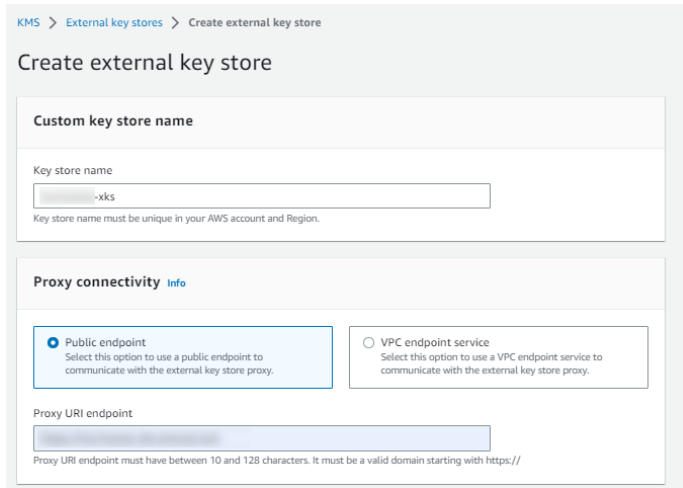 KMS > External key stores > Create external key store
Create external key store
Custom key store name
Key store name
-xks
Key store name must be unique in your AWS account and Region.
Proxy connectivity Info
Public endpoint
Select this option to use a public endpoint to
communicate with the external key store proxy.
VPC endpoint service
Select this option to use a VPC endpoint service to
communicate with the external key store proxy.
Proxy URI endpoint
Proxy URI endpoint must have between 10 and 128 characters. It must be a valid domain starting with https://